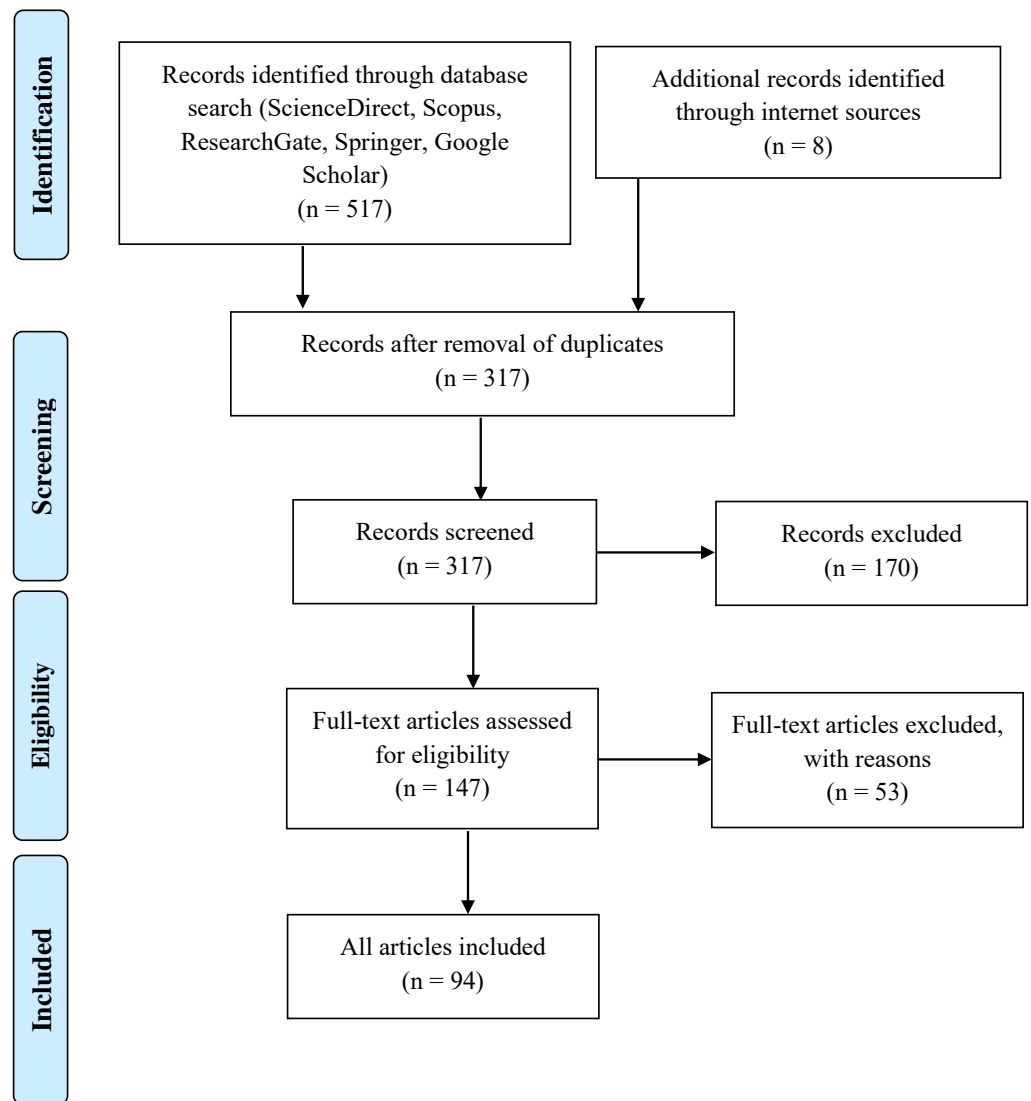 Identification
Records identified through database
search (ScienceDirect, Scopus,
ResearchGate, Springer, Google
Scholar)
(n = 517)
Additional records identified
through internet sources
(n = 8)
Screening
Records after removal of duplicates
(n = 317)
Records screened
(n = 317)
Records excluded
(n = 170)
Eligibility
Full-text articles assessed
for eligibility
(n = 147)
Full-text articles excluded,
with reasons
(n = 53)
Included
All articles included
(n = 94)